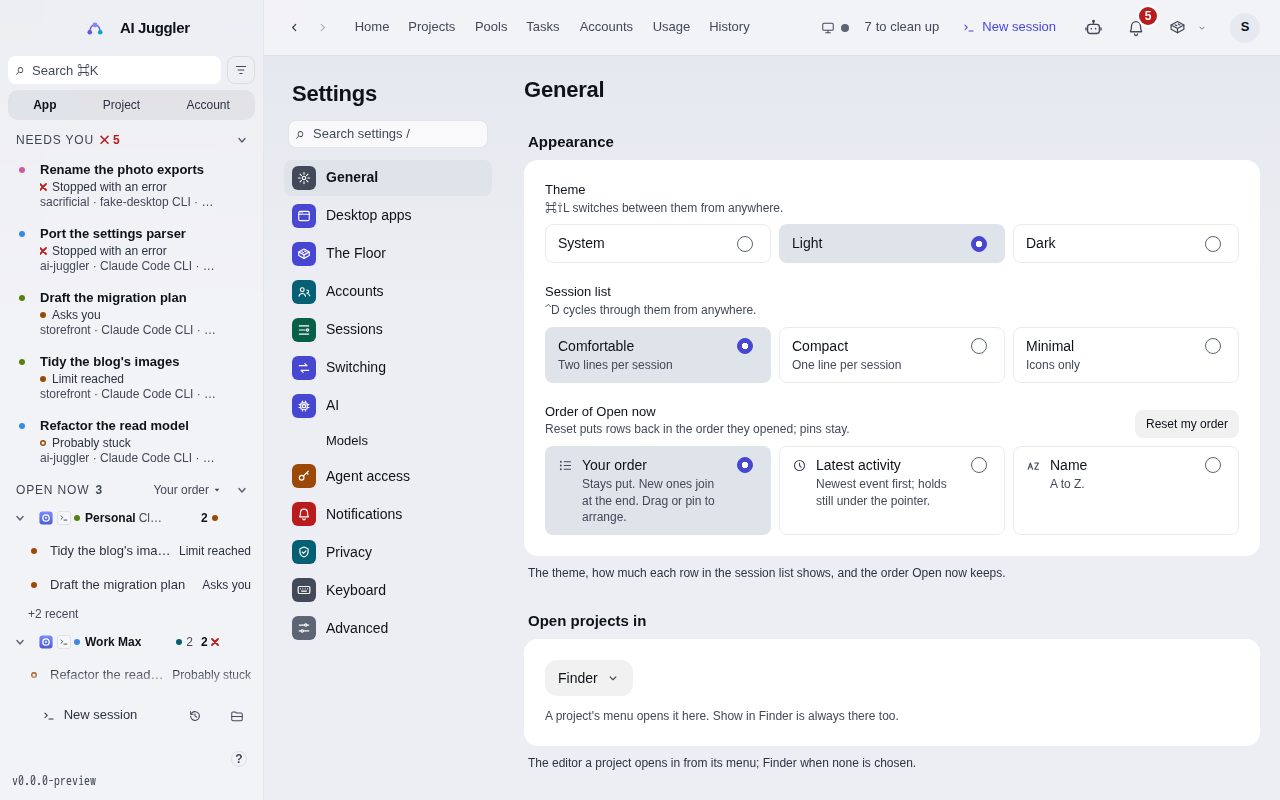 AI Juggler
Search ⌘K
App Project Account
NEEDS YOU 5
Rename the photo exports
Stopped with an error
sacrificial · fake-desktop CLI · …
Port the settings parser
Stopped with an error
ai-juggler · Claude Code CLI · …
Draft the migration plan
Asks you
storefront · Claude Code CLI · …
Tidy the blog's images
Limit reached
storefront · Claude Code CLI · …
Refactor the read model
Probably stuck
ai-juggler · Claude Code CLI · …
OPEN NOW 3 Your order
Personal Cl… 2
Tidy the blog's ima… Limit reached
Draft the migration plan Asks you
+2 recent
Work Max 2 2
Refactor the read… Probably stuck
New session
?
v0.0.0-preview
Home Projects Pools Tasks Accounts Usage History 7 to clean up New session 5 S
Settings
Search settings /
General
Desktop apps
The Floor
Accounts
Sessions
Switching
AI
Models
Agent access
Notifications
Privacy
Keyboard
Advanced
General
Appearance
Theme
⌘⇧L switches between them from anywhere.
System Light Dark
Session list
^D cycles through them from anywhere.
Comfortable
Two lines per session
Compact
One line per session
Minimal
Icons only
Order of Open now
Reset puts rows back in the order they opened; pins stay.
Reset my order
Your order
Stays put. New ones join
at the end. Drag or pin to
arrange.
Latest activity
Newest event first; holds
still under the pointer.
AZ Name
A to Z.
The theme, how much each row in the session list shows, and the order Open now keeps.
Open projects in
Finder
A project's menu opens it here. Show in Finder is always there too.
The editor a project opens in from its menu; Finder when none is chosen.